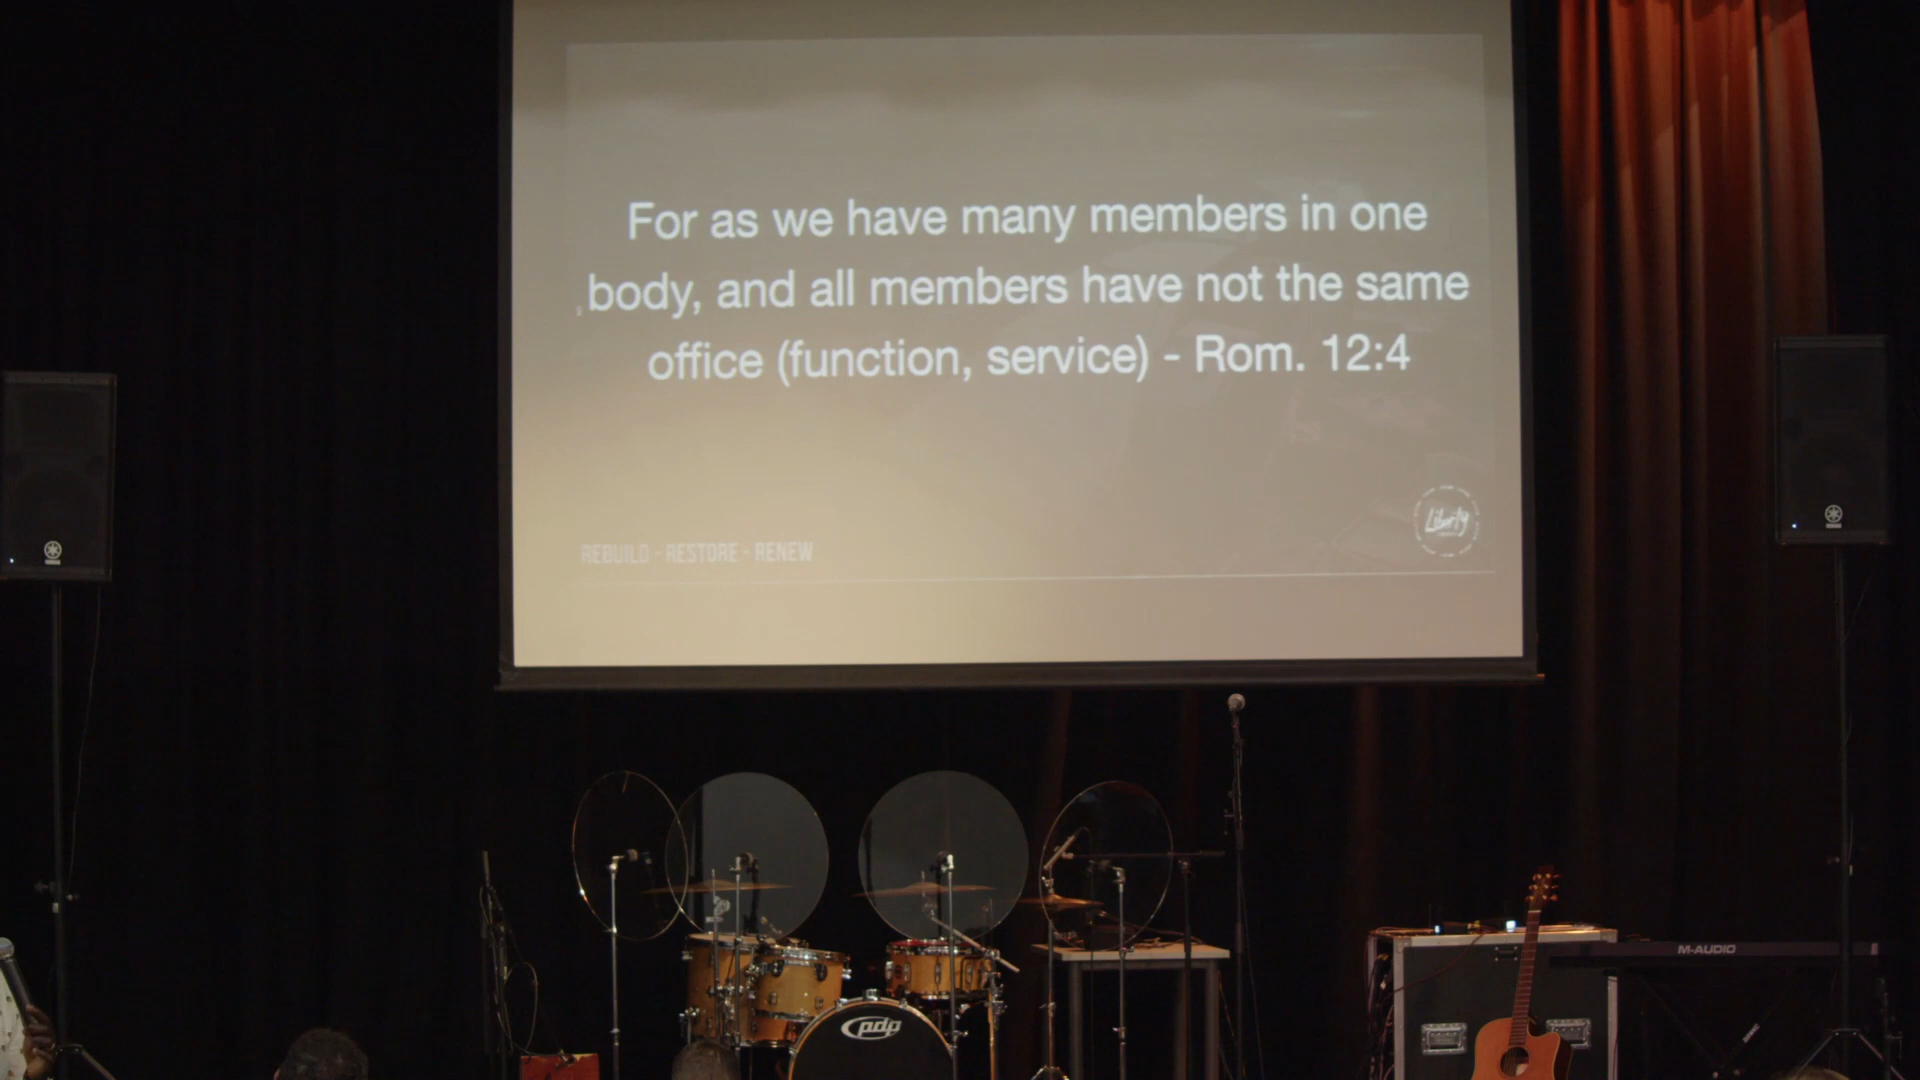 For as we have many members in one
body, and all members have not the same
office (function, service) - Rom. 12:4
REBUILD - RESTORE - RENEW
Liberty
pdp
M-AUDIO